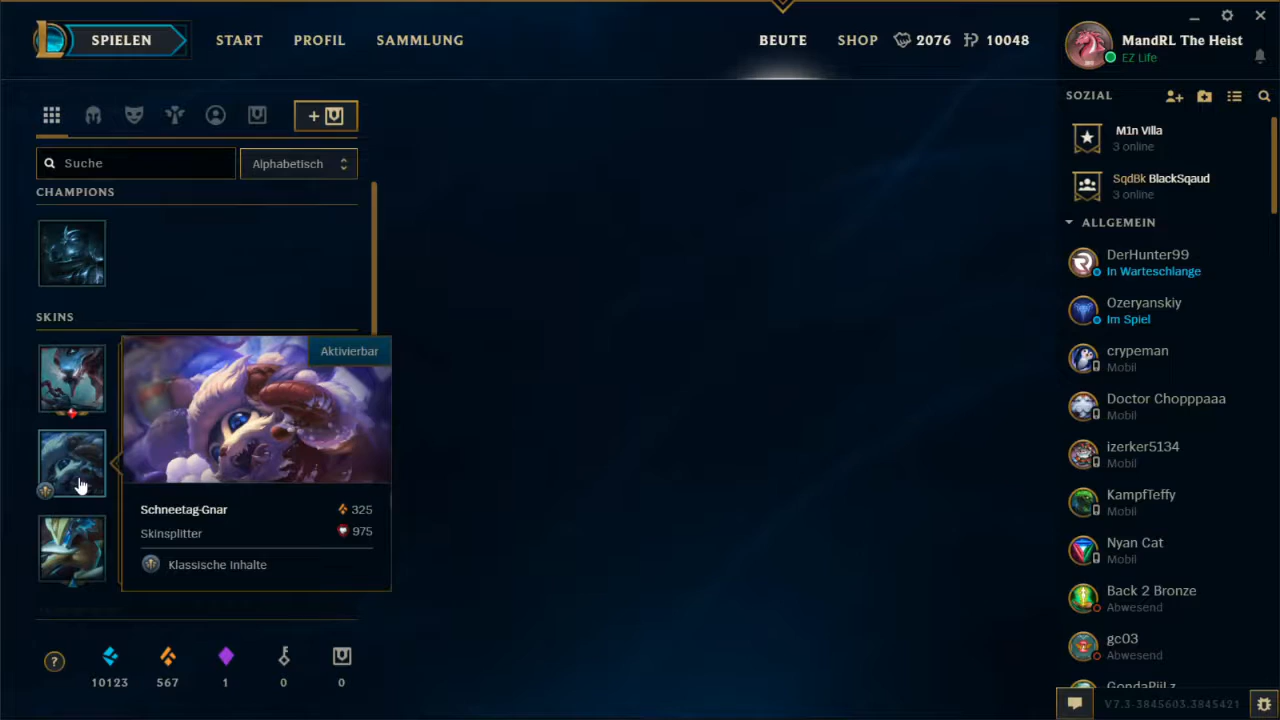 SPIELEN
START
PROFIL
SAMMLUNG
BEUTE
SHOP
2076
10048
MandRL The Heist
EZ Life
+
Suche
Alphabetisch
CHAMPIONS
SKINS
Aktivierbar
Schneetag-Gnar
325
Skinsplitter
975
Klassische Inhalte
?
10123
567
1
0
0
SOZIAL
M1n Villa
3 online
SqdBk BlackSqaud
3 online
ALLGEMEIN
DerHunter99
In Warteschlange
Ozeryanskiy
Im Spiel
crypeman
Mobil
Doctor Chopppaaa
Mobil
izerker5134
Mobil
KampfTeffy
Mobil
Nyan Cat
Mobil
Back 2 Bronze
Abwesend
gc03
Abwesend
V7.3-3845603.3845421